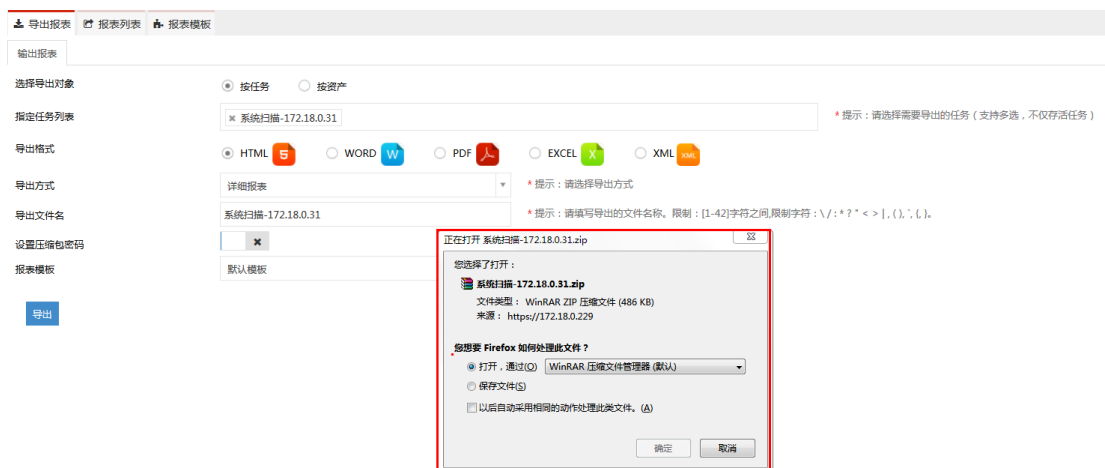 导出报表 报表列表 报表模板
输出报表
选择导出对象 按任务 按资产
指定任务列表 × 系统扫描-172.18.0.31 * 提示：请选择需要导出的任务 ( 支持多选，不仅存活任务 )
导出格式 HTML WORD W PDF EXCEL X XML XML
导出方式 详细报表 * 提示：请选择导出方式
导出文件名 系统扫描-172.18.0.31 * 提示：请填写导出的文件名称。限制：[1-42]字符之间,限制字符：\ / : * ? " < > | , ( ), `, {, }。
设置压缩包密码
报表模板 默认模板
导出
正在打开 系统扫描-172.18.0.31.zip
您选择了打开：
系统扫描-172.18.0.31.zip
文件类型： WinRAR ZIP 压缩文件 (486 KB)
来源： https://172.18.0.229
您想要 Firefox 如何处理此文件？
打开，通过(O) WinRAR 压缩文件管理器 (默认)
保存文件(S)
以后自动采用相同的动作处理此类文件。(A)
确定 取消